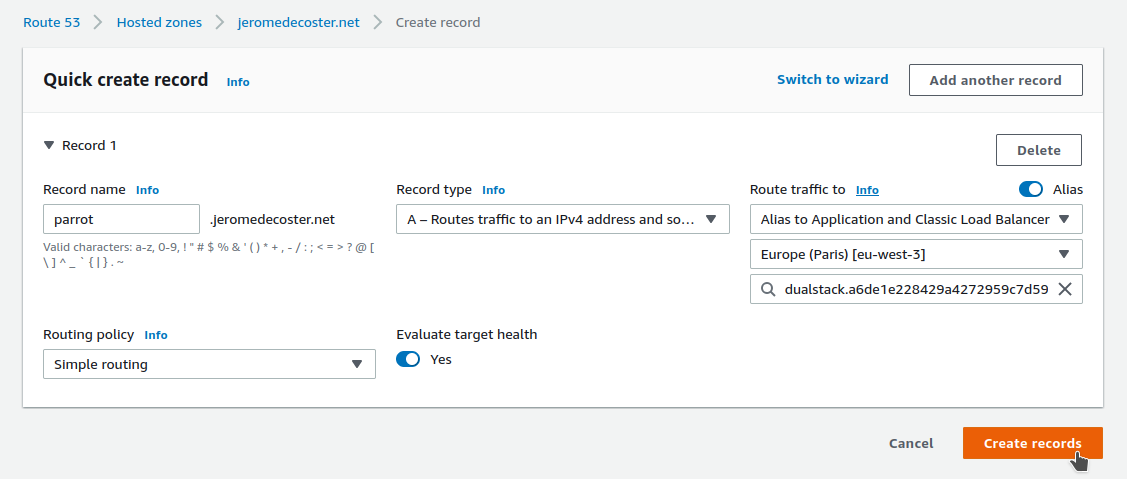 Route 53 > Hosted zones > jeromedecoster.net > Create record
Quick create record Info
Switch to wizard
Add another record
Record 1
Delete
Record name Info
parrot
.jeromedecoster.net
Valid characters: a-z, 0-9, ! " # $ % & ' ( ) * + , - / : ; < = > ? @ [
\ ] ^ _ ` { | } . ~
Record type Info
A – Routes traffic to an IPv4 address and so...
Route traffic to Info
Alias
Alias to Application and Classic Load Balancer
Europe (Paris) [eu-west-3]
dualstack.a6de1e228429a4272959c7d59
Routing policy Info
Simple routing
Evaluate target health
Yes
Cancel
Create records